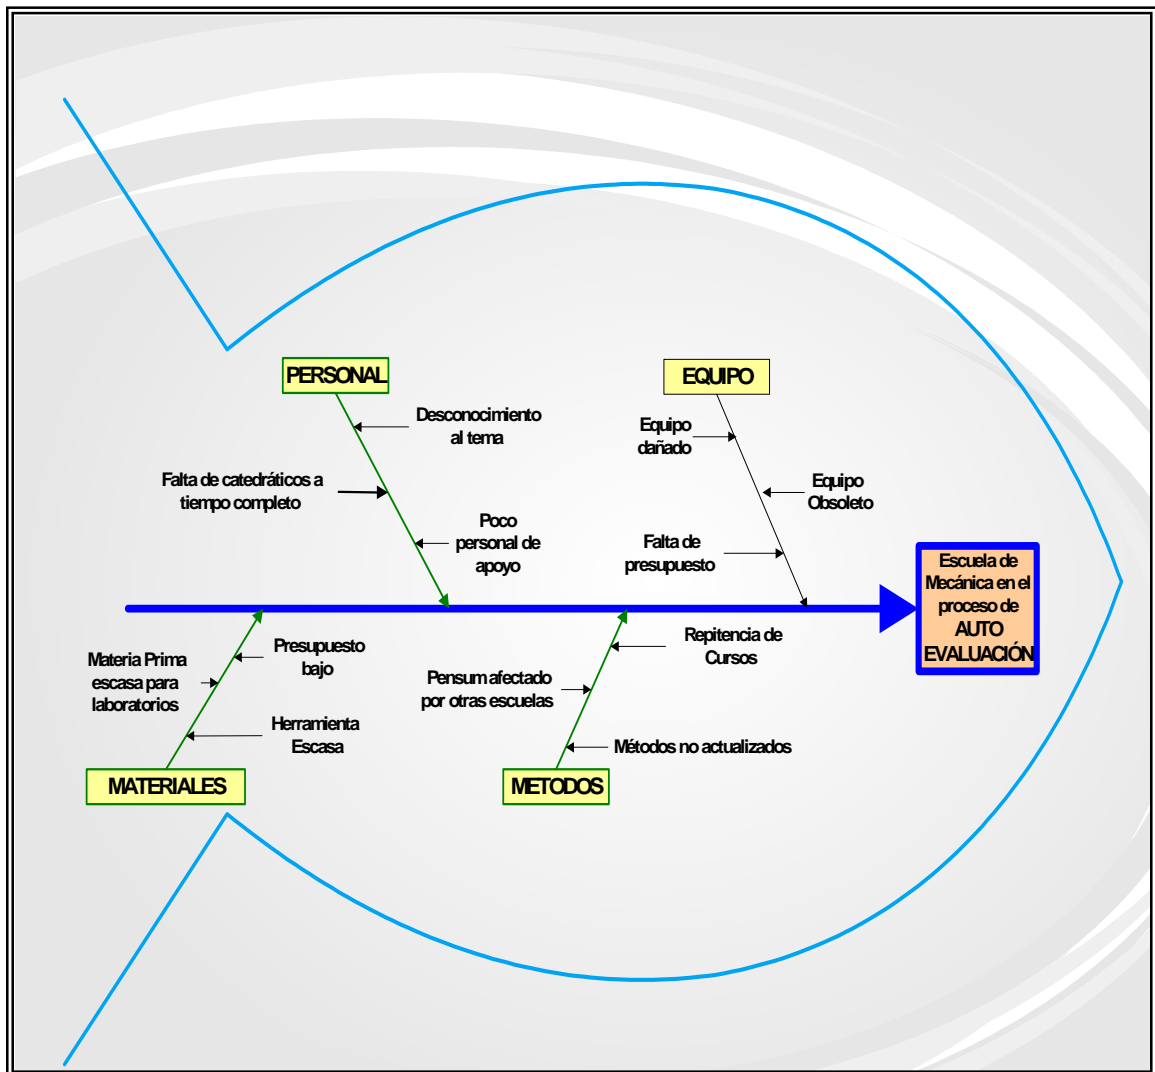 PERSONAL
Desconocimiento
al tema
Falta de catedráticos a
tiempo completo
Poco
personal de
apoyo
EQUIPO
Equipo
dañado
Equipo
Obsoleto
Falta de
presupuesto
Escuela de
Mecánica en el
proceso de
AUTO
EVALUACIÓN
Presupuesto
bajo
Materia Prima
escasa para
laboratorios
Herramienta
Escasa
MATERIALES
Repitencia de
Cursos
Pensum afectado
por otras escuelas
Métodos no actualizados
METODOS